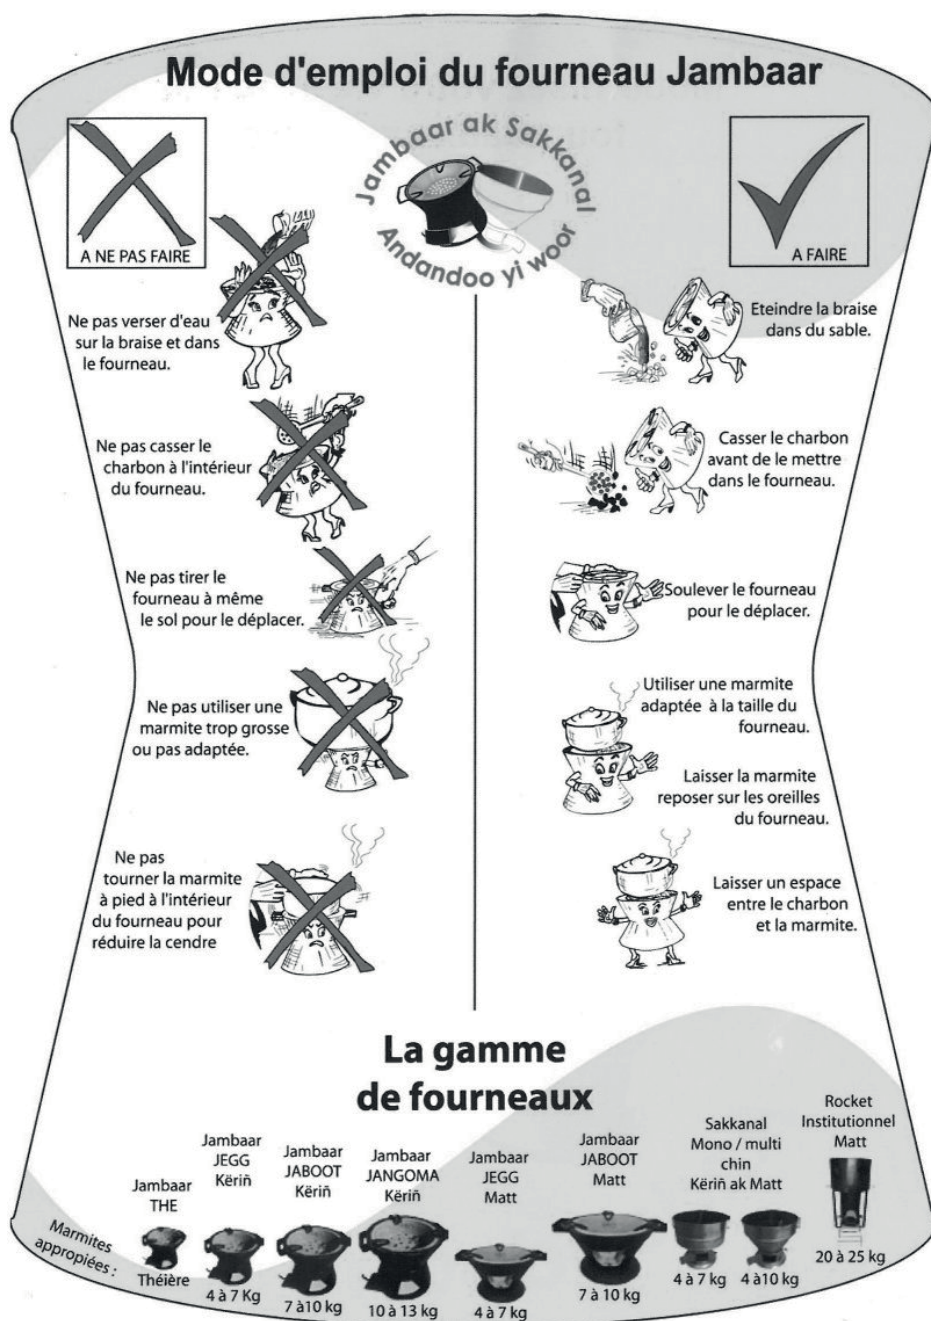 Mode d'emploi du fourneau Jambaar
Jambaar ak Sakkanal
Andandoo yi woor
A NE PAS FAIRE
Ne pas verser d'eau
sur la braise et dans
le fourneau.
Ne pas casser le
charbon à l'intérieur
du fourneau.
Ne pas tirer le
fourneau à même
le sol pour le déplacer.
Ne pas utiliser une
marmite trop grosse
ou pas adaptée.
Ne pas
tourner la marmite
à pied à l'intérieur
du fourneau pour
réduire la cendre
A FAIRE
Eteindre la braise
dans du sable.
Casser le charbon
avant de le mettre
dans le fourneau.
Soulever le fourneau
pour le déplacer.
Utiliser une marmite
adaptée à la taille du
fourneau.
Laisser la marmite
reposer sur les oreilles
du fourneau.
Laisser un espace
entre le charbon
et la marmite.
La gamme
de fourneaux
Marmites
appropiées :
Jambaar
THE
Théière
Jambaar
JEGG
Këriñ
4 à 7 Kg
Jambaar
JABOOT
Këriñ
7 à10 kg
Jambaar
JANGOMA
Këriñ
10 à 13 kg
Jambaar
JEGG
Matt
4 à 7 kg
Jambaar
JABOOT
Matt
7 à 10 kg
Sakkanal
Mono / multi
chin
Këriñ ak Matt
4 à 7 kg
4 à10 kg
Rocket
Institutionnel
Matt
20 à 25 kg